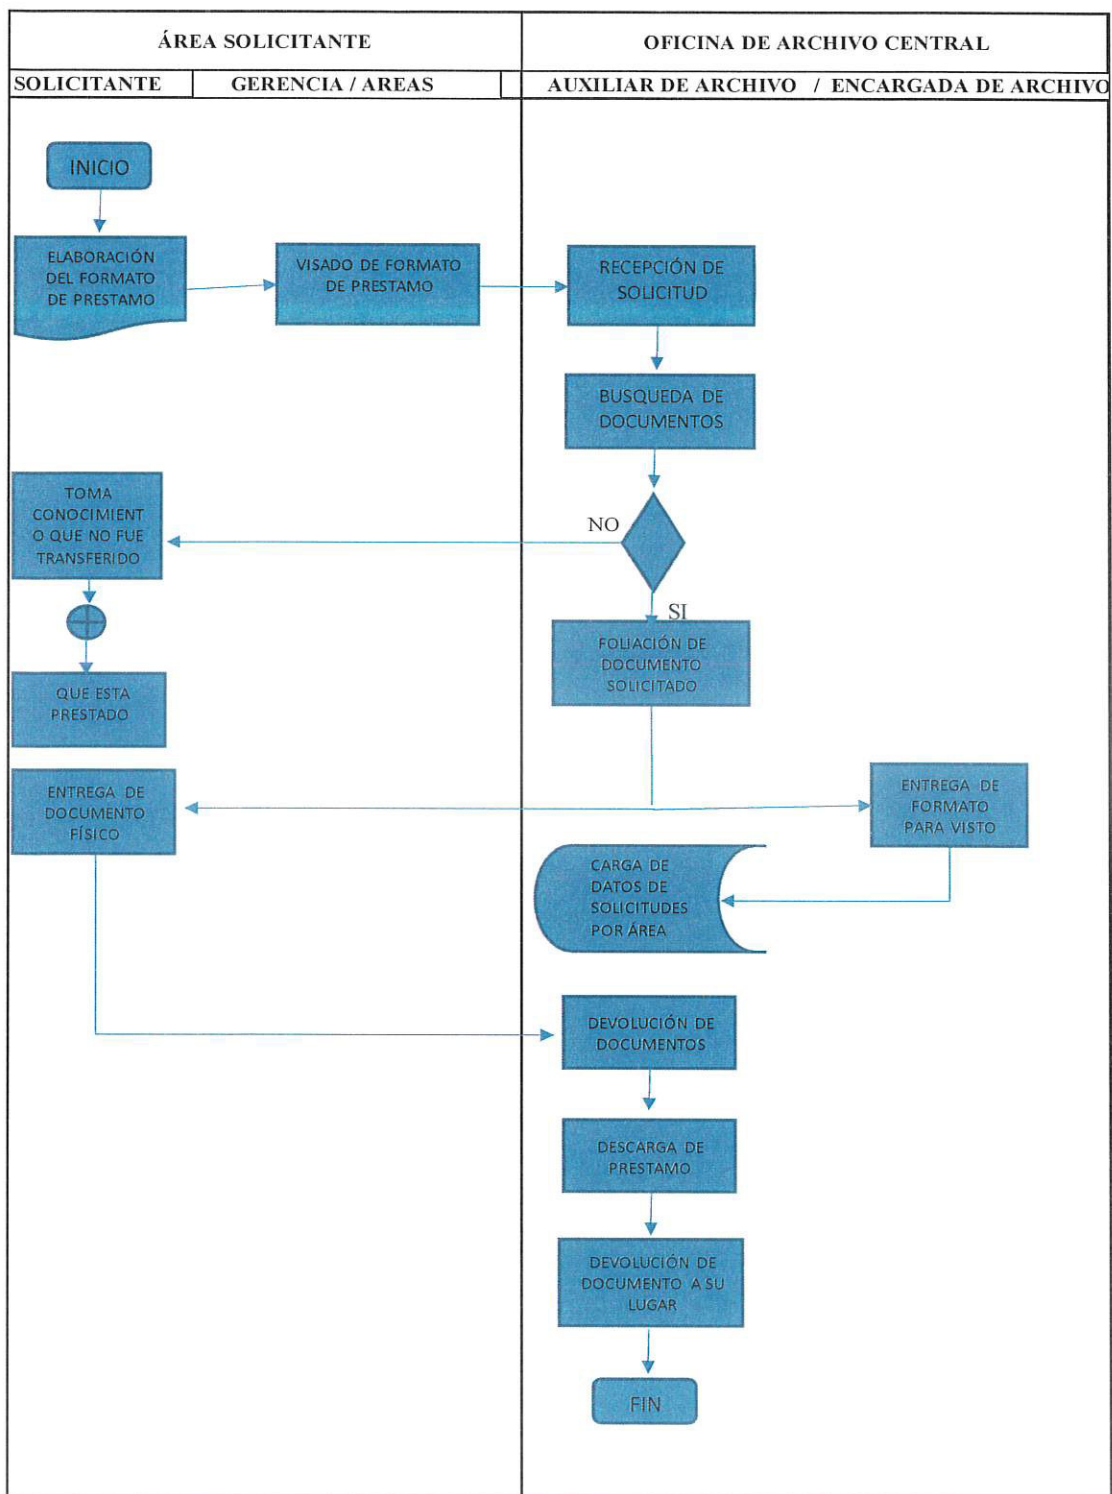 ÁREA SOLICITANTE
OFICINA DE ARCHIVO CENTRAL
SOLICITANTE
GERENCIA / AREAS
AUXILIAR DE ARCHIVO / ENCARGADA DE ARCHIVO
INICIO
ELABORACIÓN
DEL FORMATO
DE PRESTAMO
VISADO DE FORMATO
DE PRESTAMO
RECEPCIÓN DE
SOLICITUD
BUSQUEDA DE
DOCUMENTOS
NO
TOMA
CONOCIMIENT
O QUE NO FUE
TRANSFERIDO
SI
FOLIACIÓN DE
DOCUMENTO
SOLICITADO
QUE ESTA
PRESTADO
ENTREGA DE
DOCUMENTO
FÍSICO
ENTREGA DE
FORMATO
PARA VISTO
CARGA DE
DATOS DE
SOLICITUDES
POR ÁREA
DEVOLUCIÓN DE
DOCUMENTOS
DESCARGA DE
PRESTAMO
DEVOLUCIÓN DE
DOCUMENTO A SU
LUGAR
FIN